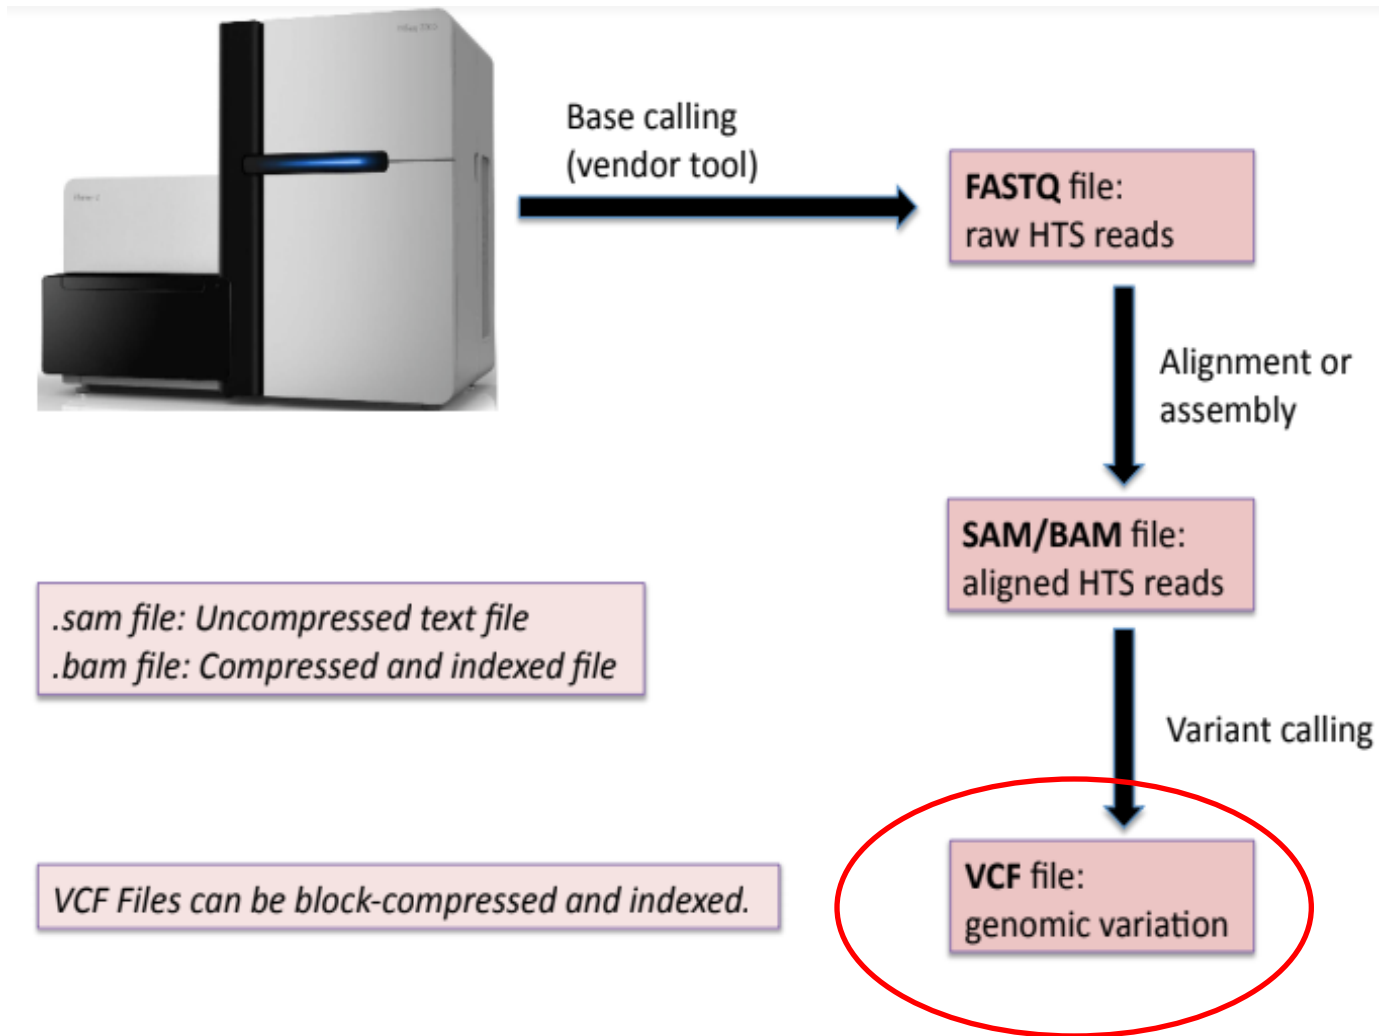 Base calling
(vendor tool)
FASTQ file:
raw HTS reads
Alignment or
assembly
SAM/BAM file:
aligned HTS reads
.sam file: Uncompressed text file
.bam file: Compressed and indexed file
Variant calling
VCF file:
genomic variation
VCF Files can be block-compressed and indexed.